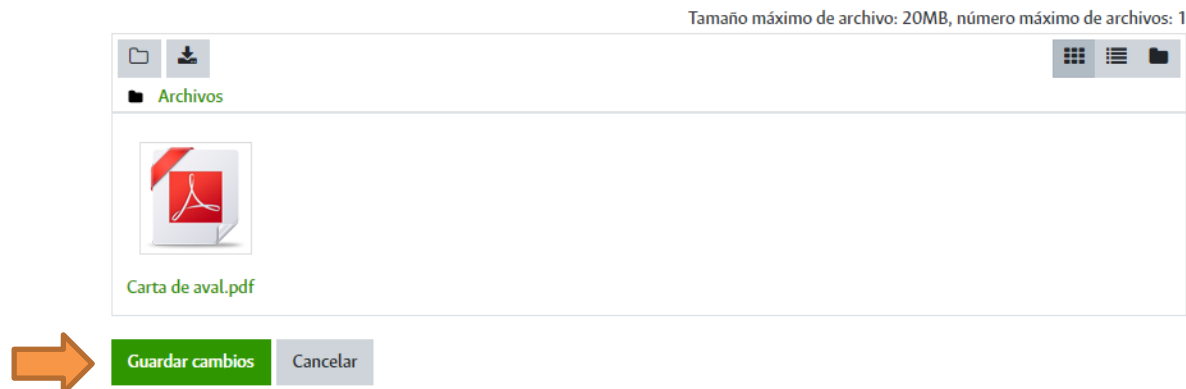 Tamaño máximo de archivo: 20MB, número máximo de archivos: 1
Archivos
Carta de aval.pdf
Guardar cambios Cancelar